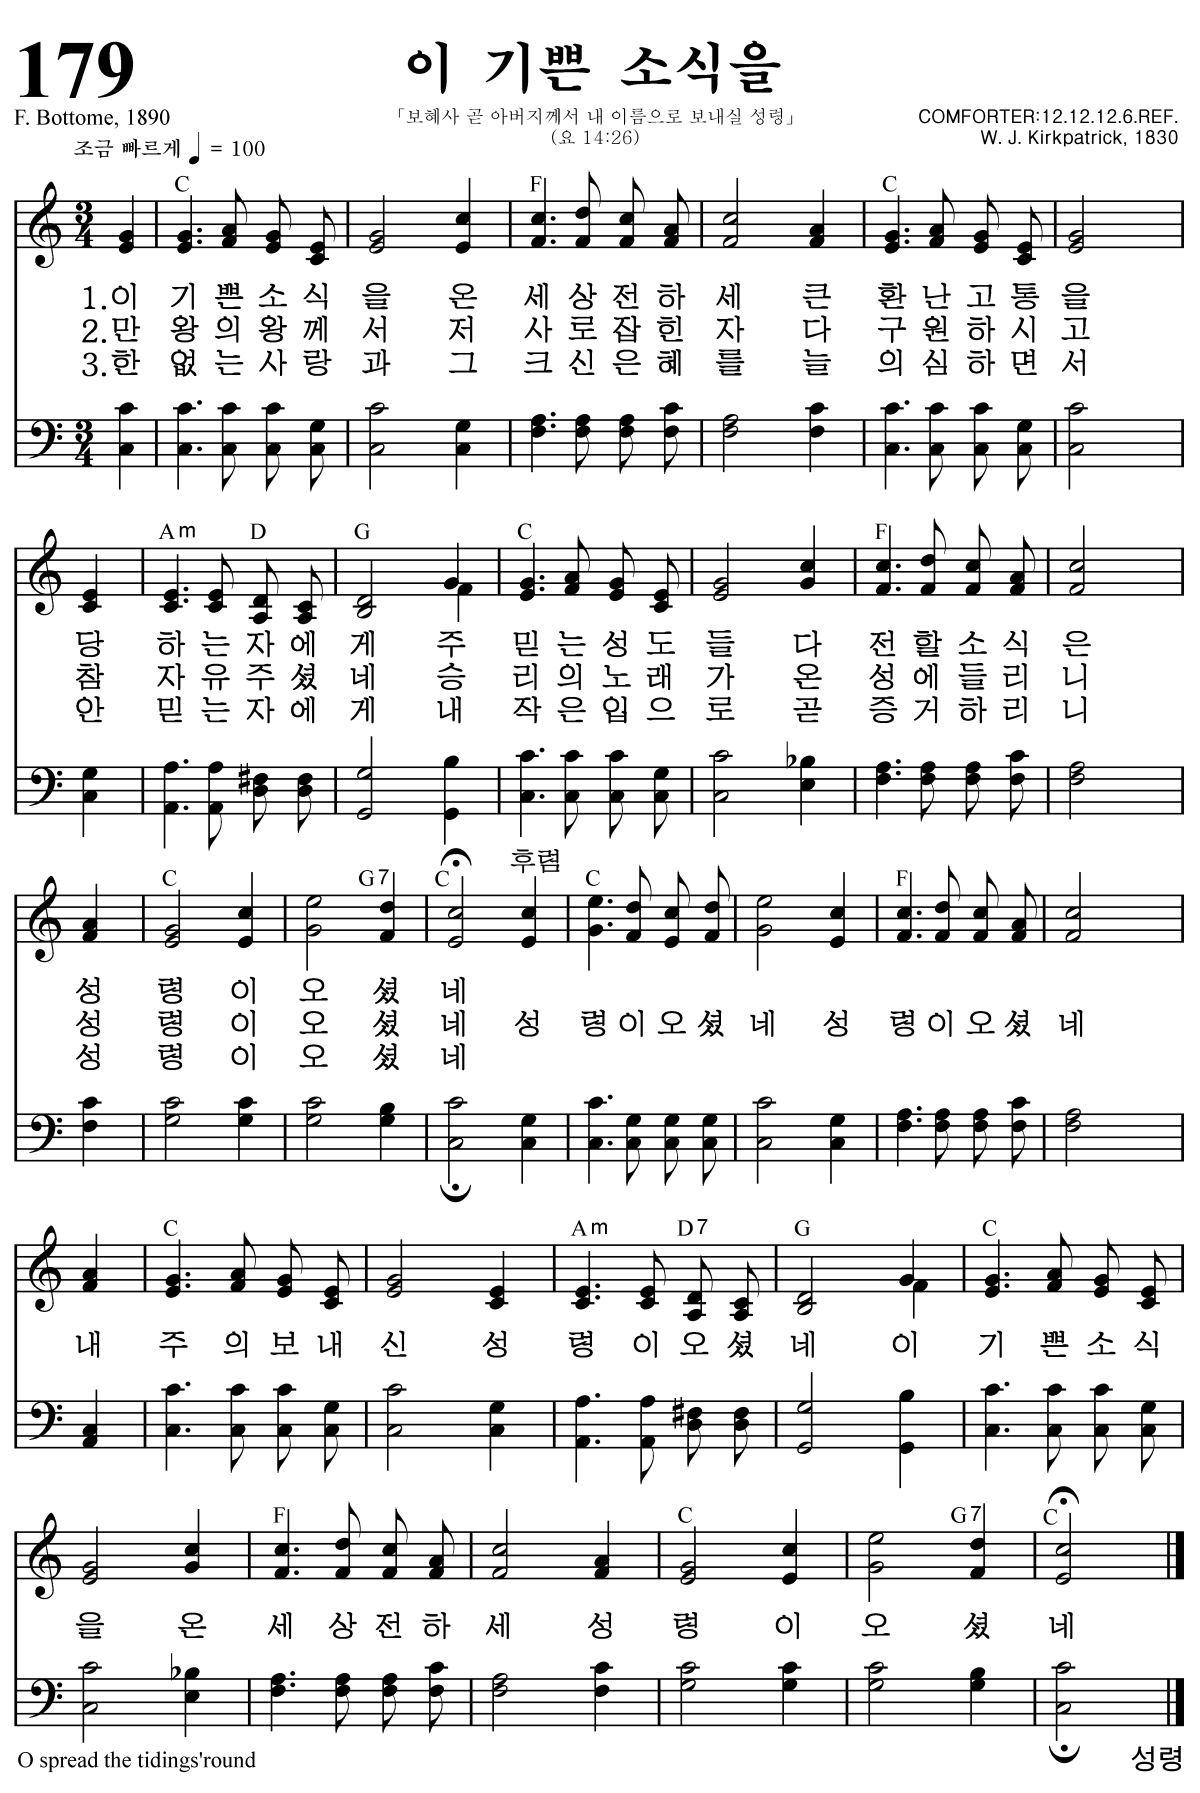 179
이 기쁜 소식을
F. Bottome, 1890
「보혜사 곧 아버지께서 내 이름으로 보내실 성령」
(요 14:26)
COMFORTER:12.12.12.6.REF.
W. J. Kirkpatrick, 1830
조금 빠르게 ♩ = 100
C F C
1.이 기 쁜 소 식 을 온 세 상 전 하 세 큰 환 난 고 통 을
2.만 왕 의 왕 께 서 저 사 로 잡 힌 자 다 구 원 하 시 고
3.한 없 는 사 랑 과 그 크 신 은 혜 를 늘 의 심 하 면 서
Am D G C F
당 하 는 자 에 게 주 믿 는 성 도 들 다 전 할 소 식 은
참 자 유 주 셨 네 승 리 의 노 래 가 온 성 에 들 리 니
안 믿 는 자 에 게 내 작 은 입 으 로 곧 증 거 하 리 니
후렴
C G7 C C F
성 령 이 오 셨 네
성 령 이 오 셨 네 성 령 이 오 셨 네 성 령 이 오 셨 네
성 령 이 오 셨 네
C Am D7 G C
내 주 의 보 내 신 성 령 이 오 셨 네 이 기 쁜 소 식
F C G7 C
을 온 세 상 전 하 세 성 령 이 오 셨 네
O spread the tidings'round
성령